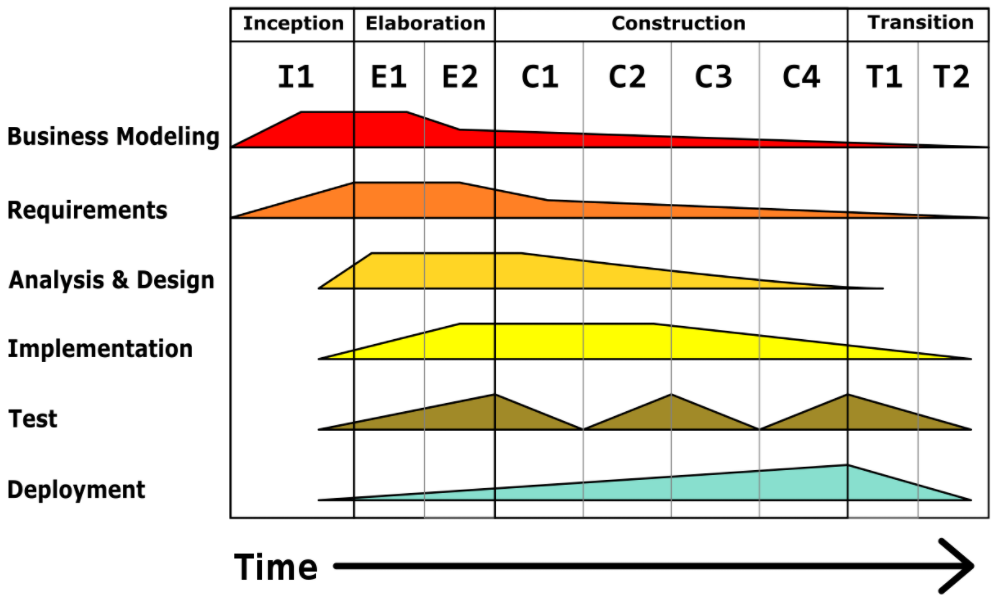 Inception Elaboration Construction Transition
I1 E1 E2 C1 C2 C3 C4 T1 T2
Business Modeling
Requirements
Analysis & Design
Implementation
Test
Deployment
Time